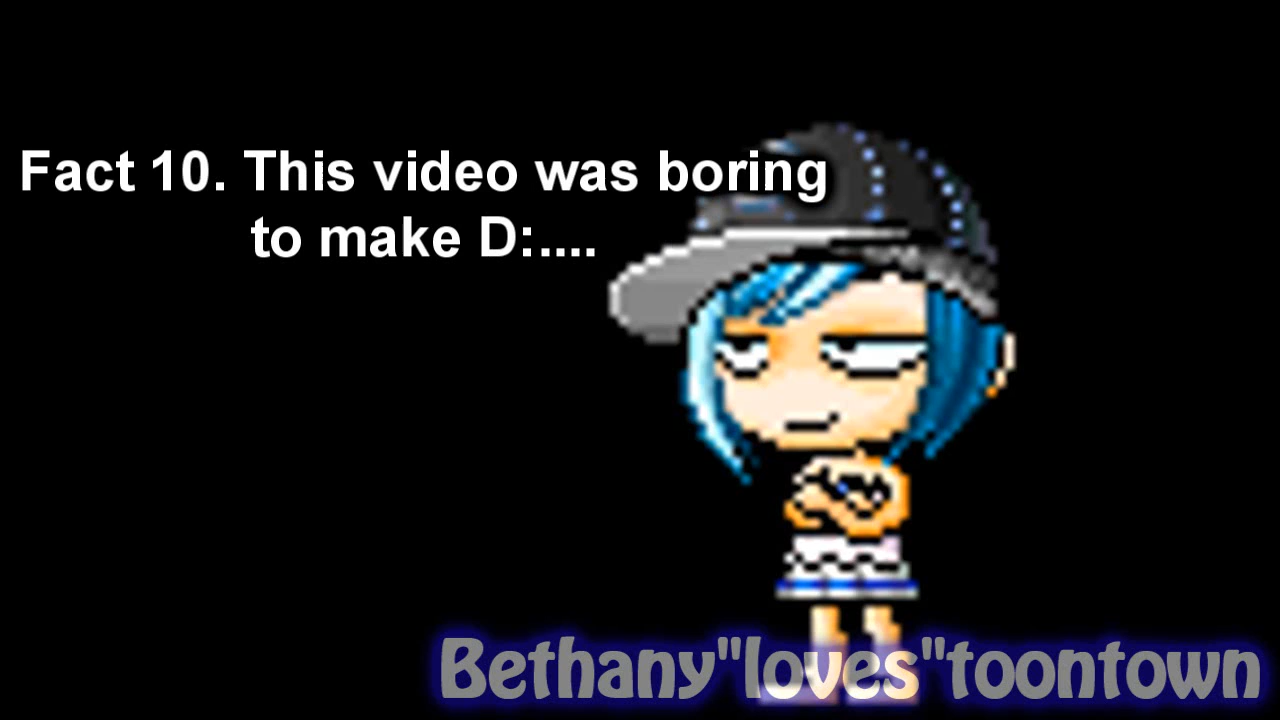 Fact 10. This video was boring
to make D:....
Bethany"loves"toontown